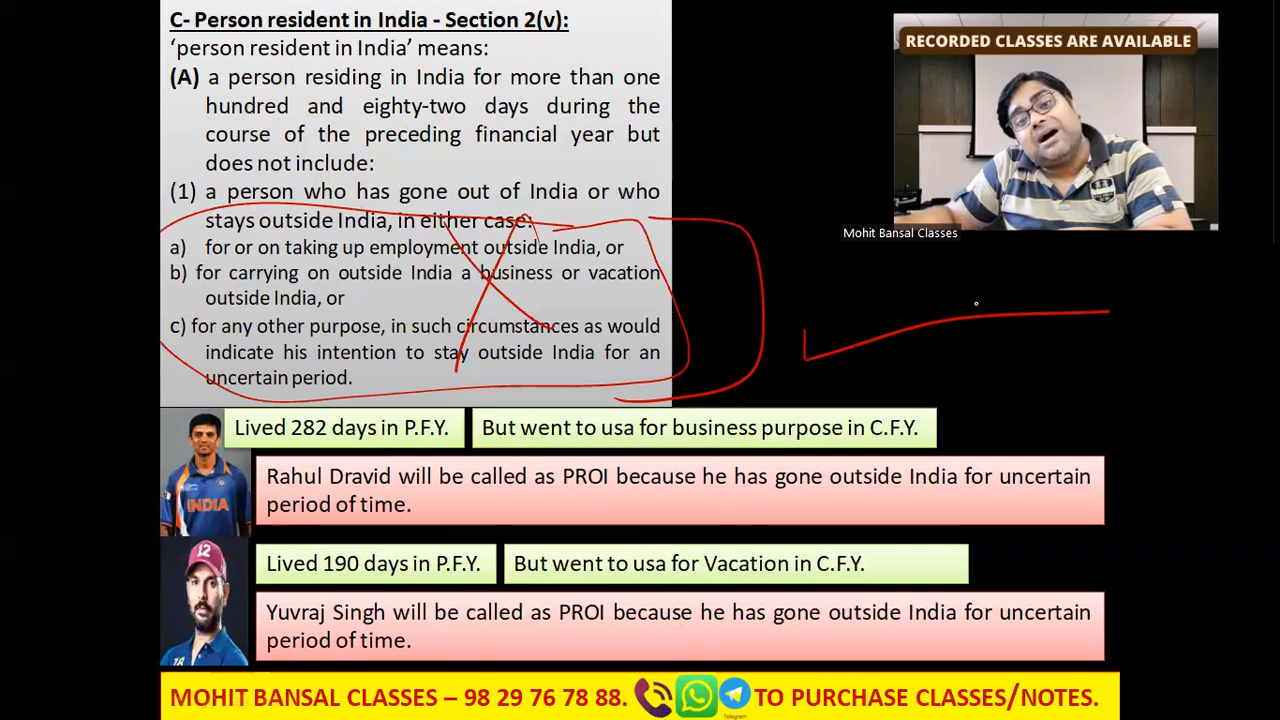 C- Person resident in India - Section 2(v):
‘person resident in India’ means:
(A) a person residing in India for more than one
hundred and eighty-two days during the
course of the preceding financial year but
does not include:
(1) a person who has gone out of India or who
stays outside India, in either case:
a) for or on taking up employment outside India, or
b) for carrying on outside India a business or vacation
outside India, or
c) for any other purpose, in such circumstances as would
indicate his intention to stay outside India for an
uncertain period.
RECORDED CLASSES ARE AVAILABLE
Mohit Bansal Classes
Lived 282 days in P.F.Y.
But went to usa for business purpose in C.F.Y.
INDIA
Rahul Dravid will be called as PROI because he has gone outside India for uncertain
period of time.
12
Lived 190 days in P.F.Y.
But went to usa for Vacation in C.F.Y.
Yuvraj Singh will be called as PROI because he has gone outside India for uncertain
period of time.
MOHIT BANSAL CLASSES – 98 29 76 78 88.
Telegram
TO PURCHASE CLASSES/NOTES.